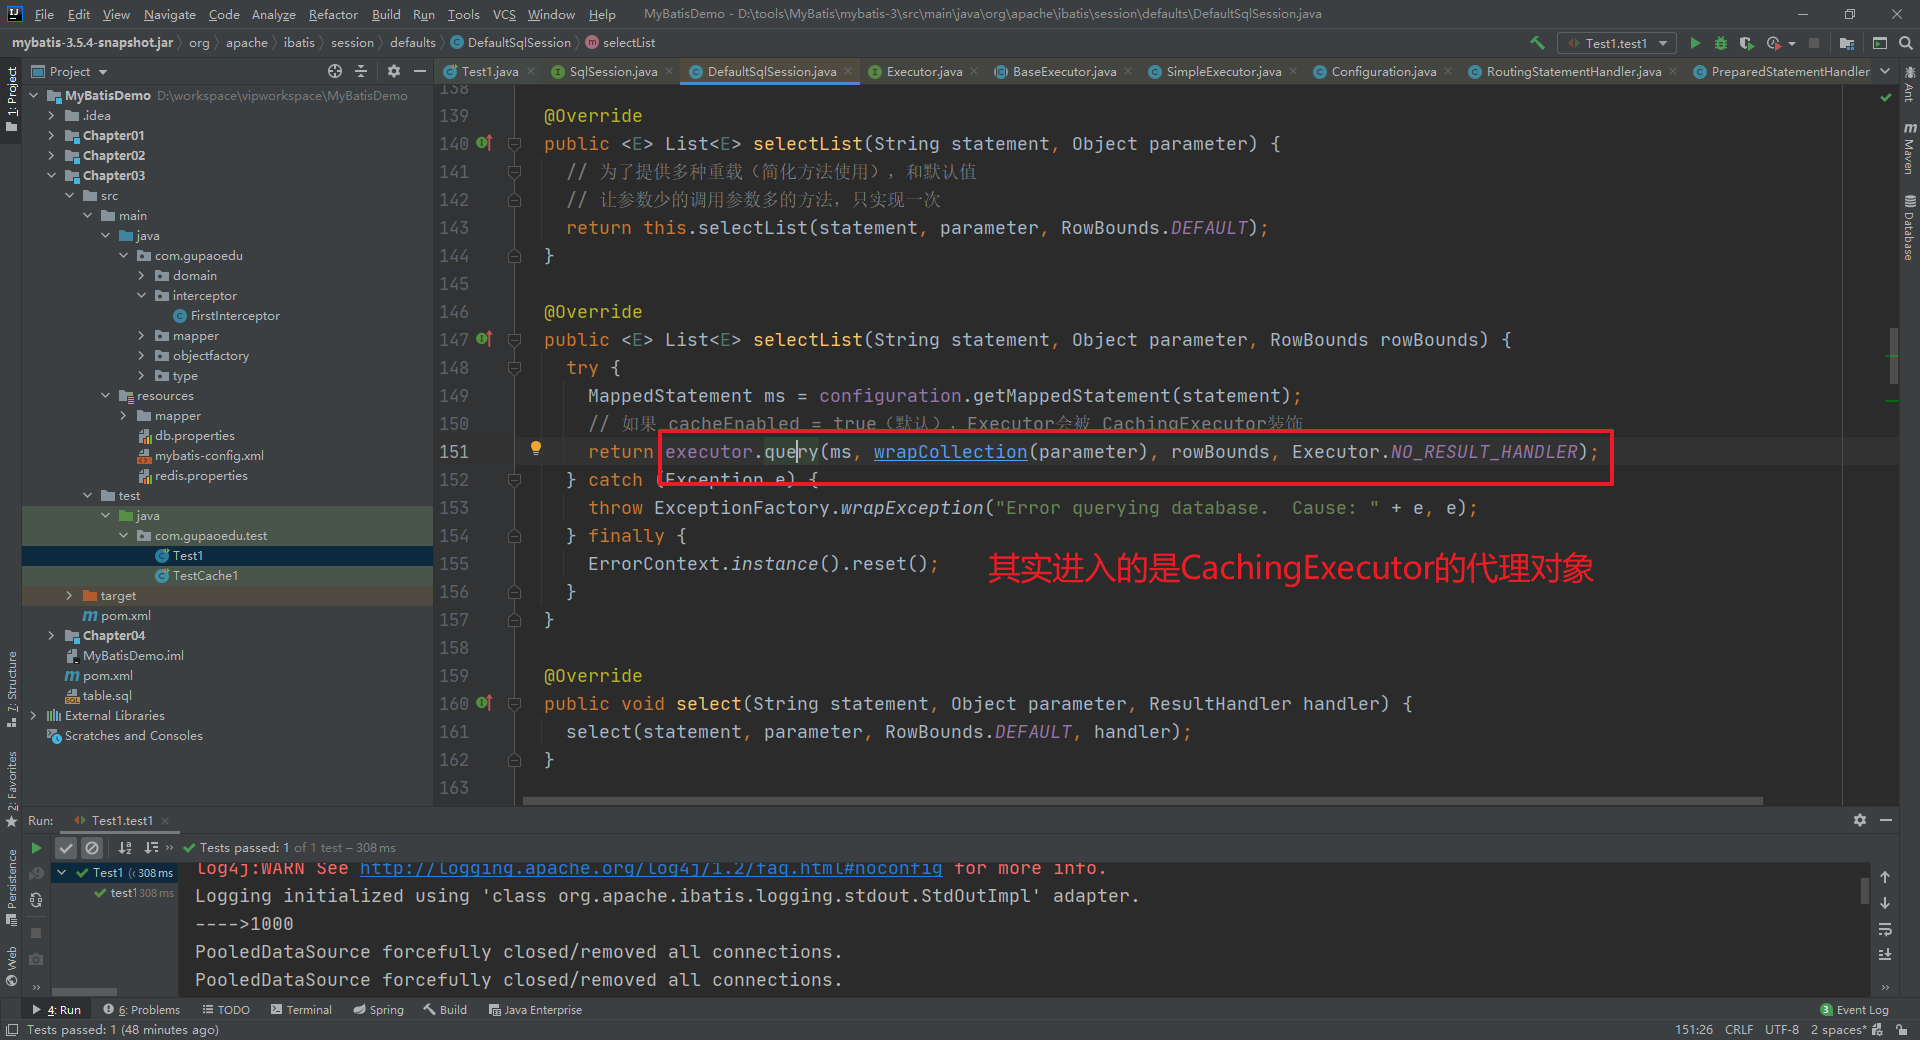 File Edit View Navigate Code Analyze Refactor Build Run Tools VCS Window Help MyBatisDemo - D:\tools\MyBatis\mybatis-3\src\main\java\org\apache\ibatis\session\defaults\DefaultSqlSession.java
mybatis-3.5.4-snapshot.jar org apache ibatis session defaults DefaultSqlSession selectList Test1.test1
Project
Test1.java SqlSession.java DefaultSqlSession.java Executor.java BaseExecutor.java SimpleExecutor.java Configuration.java RoutingStatementHandler.java PreparedStatementHandler
1: Project
7: Structure
2: Favorites
Persistence
Web
Ant
Maven
Database
MyBatisDemo D:\workspace\vipworkspace\MyBatisDemo
.idea
Chapter01
Chapter02
Chapter03
src
main
java
com.gupaoedu
domain
interceptor
FirstInterceptor
mapper
objectfactory
type
resources
mapper
db.properties
mybatis-config.xml
redis.properties
test
java
com.gupaoedu.test
Test1
TestCache1
target
pom.xml
Chapter04
MyBatisDemo.iml
pom.xml
table.sql
External Libraries
Scratches and Consoles
138
139 @Override
140 public <E> List<E> selectList(String statement, Object parameter) {
141 // 为了提供多种重载（简化方法使用），和默认值
142 // 让参数少的调用参数多的方法，只实现一次
143 return this.selectList(statement, parameter, RowBounds.DEFAULT);
144 }
145
146 @Override
147 public <E> List<E> selectList(String statement, Object parameter, RowBounds rowBounds) {
148 try {
149 MappedStatement ms = configuration.getMappedStatement(statement);
150 // 如果 cacheEnabled = true（默认），Executor会被 CachingExecutor装饰
151 return executor.query(ms, wrapCollection(parameter), rowBounds, Executor.NO_RESULT_HANDLER);
152 } catch (Exception e) {
153 throw ExceptionFactory.wrapException("Error querying database.  Cause: " + e, e);
154 } finally {
155 ErrorContext.instance().reset();
其实进入的是CachingExecutor的代理对象
156 }
157 }
158
159 @Override
160 public void select(String statement, Object parameter, ResultHandler handler) {
161 select(statement, parameter, RowBounds.DEFAULT, handler);
162 }
163
Run: Test1.test1
Tests passed: 1 of 1 test – 308 ms
Test1 ( 308 ms
test1 308 ms
log4j:WARN See http://logging.apache.org/log4j/1.2/faq.html#noconfig for more info.
Logging initialized using 'class org.apache.ibatis.logging.stdout.StdOutImpl' adapter.
---->1000
PooledDataSource forcefully closed/removed all connections.
PooledDataSource forcefully closed/removed all connections.
4: Run 6: Problems TODO Terminal Spring Build Java Enterprise 3 Event Log
Tests passed: 1 (48 minutes ago) 151:26 CRLF UTF-8 2 spaces*